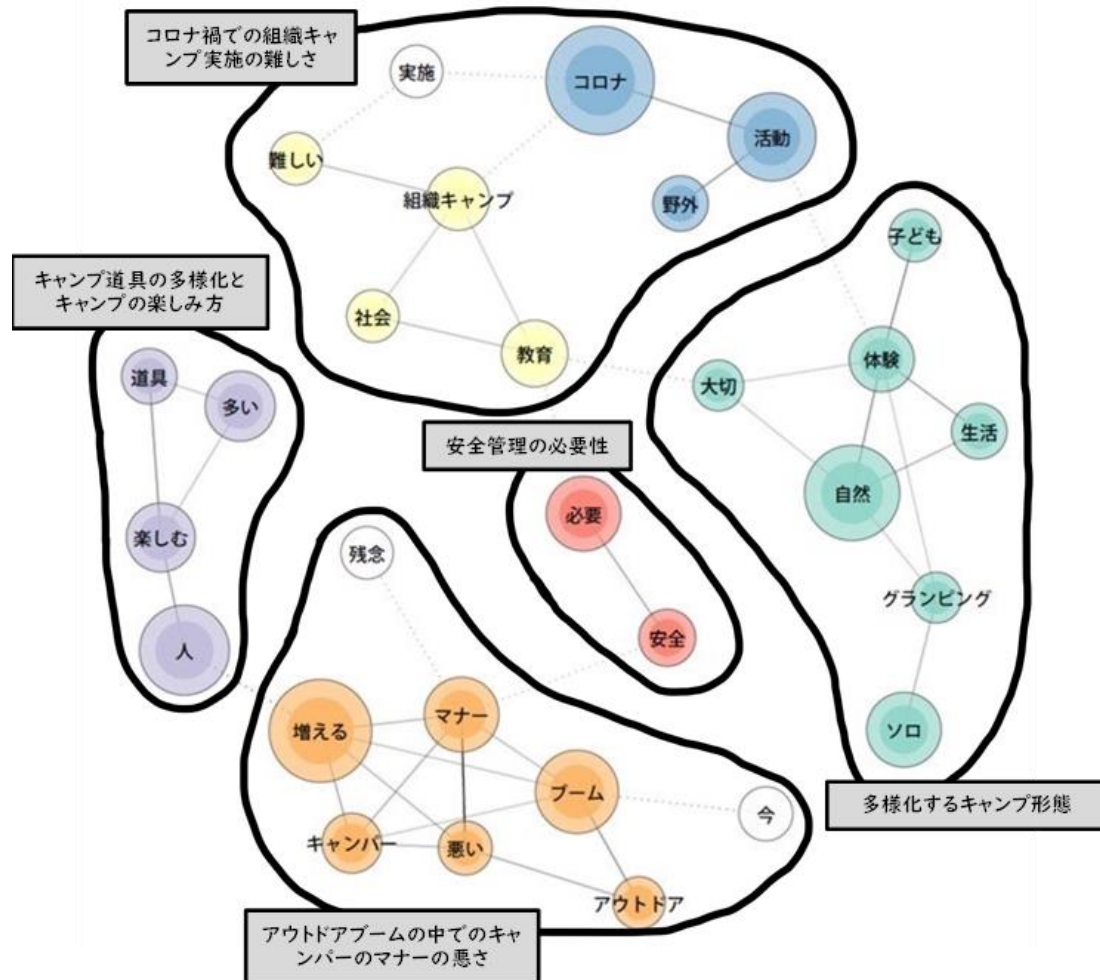 コロナ禍での組織キャ
ンプ実施の難しさ
実施
コロナ
活動
難しい
組織キャンプ
野外
社会
教育
キャンプ道具の多様化と
キャンプの楽しみ方
道具
多い
楽しむ
人
子ども
体験
大切
生活
自然
グランピング
ソロ
多様化するキャンプ形態
安全管理の必要性
必要
安全
残念
増える
マナー
ブーム
今
キャンパー
悪い
アウトドア
アウトドアブームの中でのキャ
ンパーのマナーの悪さ